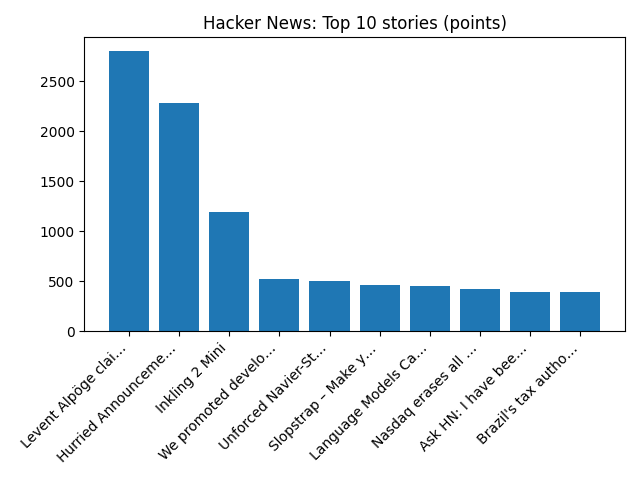 Hacker News: Top 10 stories (points)
2500
2000
1500
1000
500
0
Levent Alpöge clai...
Hurried Announceme...
Inkling 2 Mini
We promoted develo...
Unforced Navier-St...
Slopstrap – Make y...
Language Models Ca...
Nasdaq erases all ...
Ask HN: I have bee...
Brazil's tax autho...